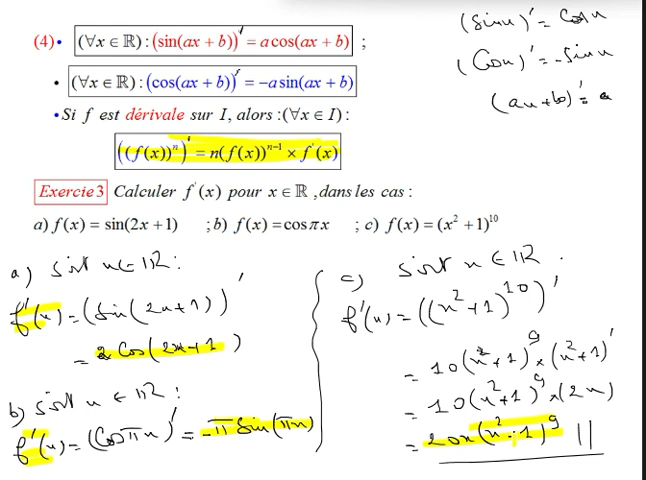 (4)• (∀x∈ℝ):(sin(ax+b))′ = a cos(ax+b) ;
• (∀x∈ℝ):(cos(ax+b))′ = −a sin(ax+b)
•Si f est dérivale sur I, alors :(∀x∈I):
((f(x))ⁿ)′ = n(f(x))ⁿ⁻¹ × f′(x)
(sin x)′ = cos x
(cos x)′ = -sin x
(ax+b)′ = a
Exercie3 Calculer f′(x) pour x∈ℝ ,dans les cas :
a) f(x) = sin(2x+1) ;b) f(x) = cos πx ; c) f(x) = (x²+1)¹⁰
a) soit x∈ℝ:
f′(x) = (sin(2x+1))′
= 2 cos(2x+1)
b) soit x∈ℝ:
f′(x) = (cos πx)′ = -π sin(πx)
c) soit x∈ℝ.
f′(x) = ((x²+1)¹⁰)′
= 10(x²+1)⁹ × (x²+1)′
= 10(x²+1)⁹ × (2x)
= 20x(x²+1)⁹ ||